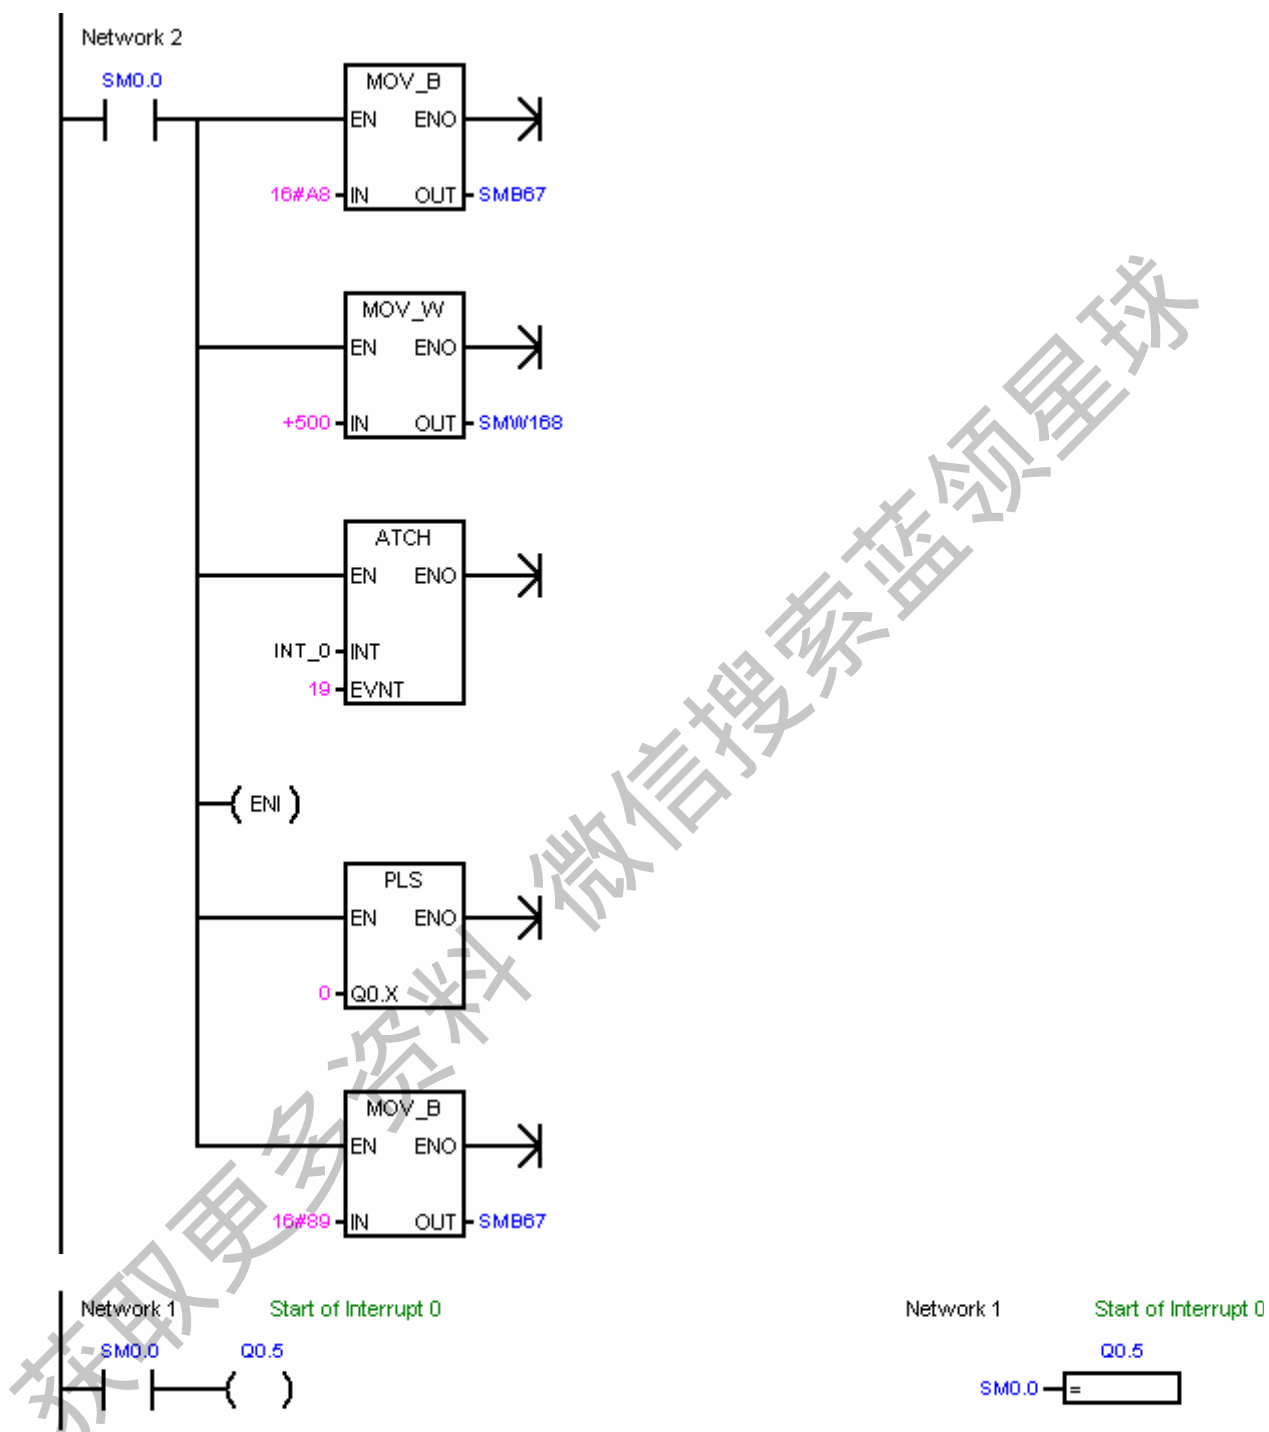 Network 2
SM0.0
MOV_B
EN ENO
16#A8 IN OUT SMB67
MOV_W
EN ENO
+500 IN OUT SMW168
ATCH
EN ENO
INT_0 INT
19 EVNT
( ENI )
PLS
EN ENO
0 Q0.X
MOV_B
EN ENO
16#89 IN OUT SMB67
Network 1 Start of Interrupt 0
SM0.0 Q0.5
( )
Network 1 Start of Interrupt 0
Q0.5
SM0.0 =
获取更多资料 微信搜索蓝领星球